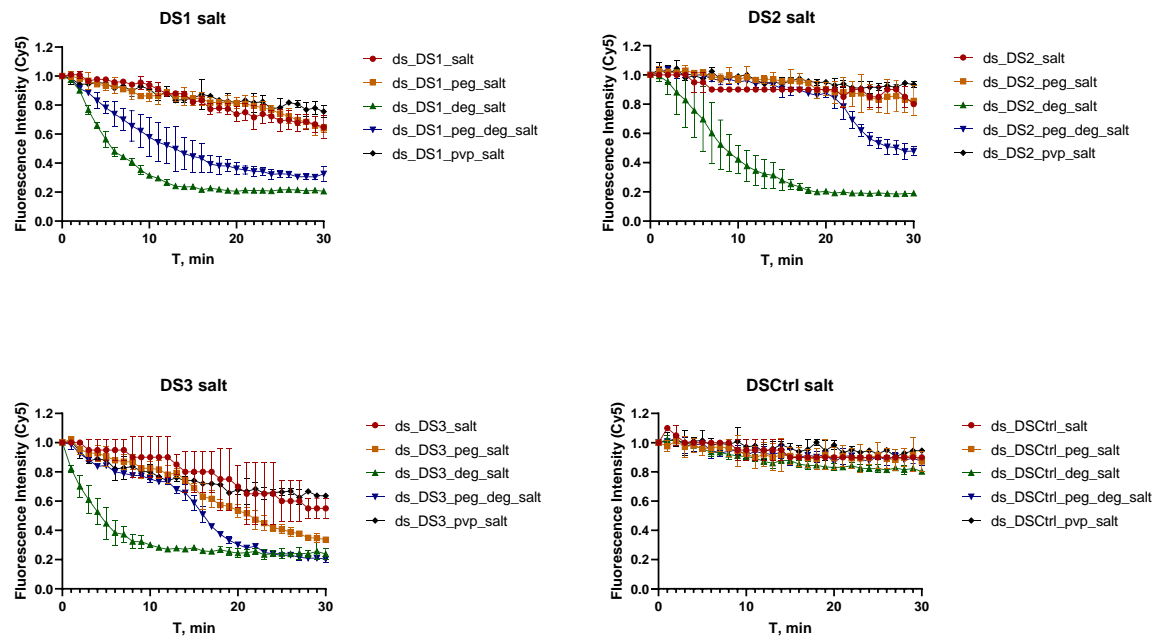 DS1 salt
Fluorescence Intensity (Cy5)
1.2
1.0
0.8
0.6
0.4
0.2
0.0
0 10 20 30
T, min
ds_DS1_salt
ds_DS1_peg_salt
ds_DS1_deg_salt
ds_DS1_peg_deg_salt
ds_DS1_pvp_salt
DS2 salt
Fluorescence Intensity (Cy5)
1.2
1.0
0.8
0.6
0.4
0.2
0.0
0 10 20 30
T, min
ds_DS2_salt
ds_DS2_peg_salt
ds_DS2_deg_salt
ds_DS2_peg_deg_salt
ds_DS2_pvp_salt
DS3 salt
Fluorescence Intensity (Cy5)
1.2
1.0
0.8
0.6
0.4
0.2
0.0
0 10 20 30
T, min
ds_DS3_salt
ds_DS3_peg_salt
ds_DS3_deg_salt
ds_DS3_peg_deg_salt
ds_DS3_pvp_salt
DSCtrl salt
Fluorescence Intensity (Cy5)
1.2
1.0
0.8
0.6
0.4
0.2
0.0
0 10 20 30
T, min
ds_DSCtrl_salt
ds_DSCtrl_peg_salt
ds_DSCtrl_deg_salt
ds_DSCtrl_peg_deg_salt
ds_DSCtrl_pvp_salt